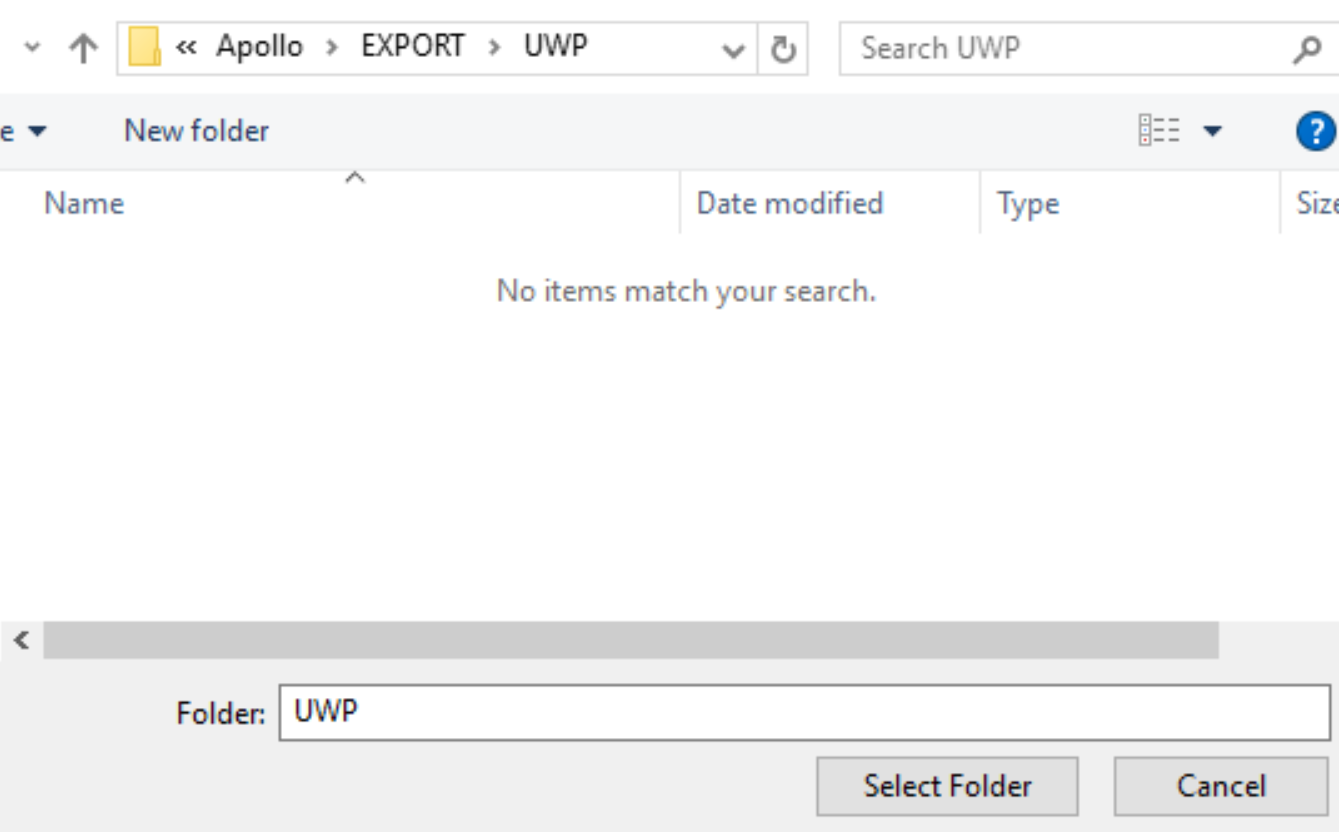 « Apollo > EXPORT > UWP
Search UWP
e
New folder
?
Name
Date modified
Type
Size
No items match your search.
Folder:
UWP
Select Folder
Cancel